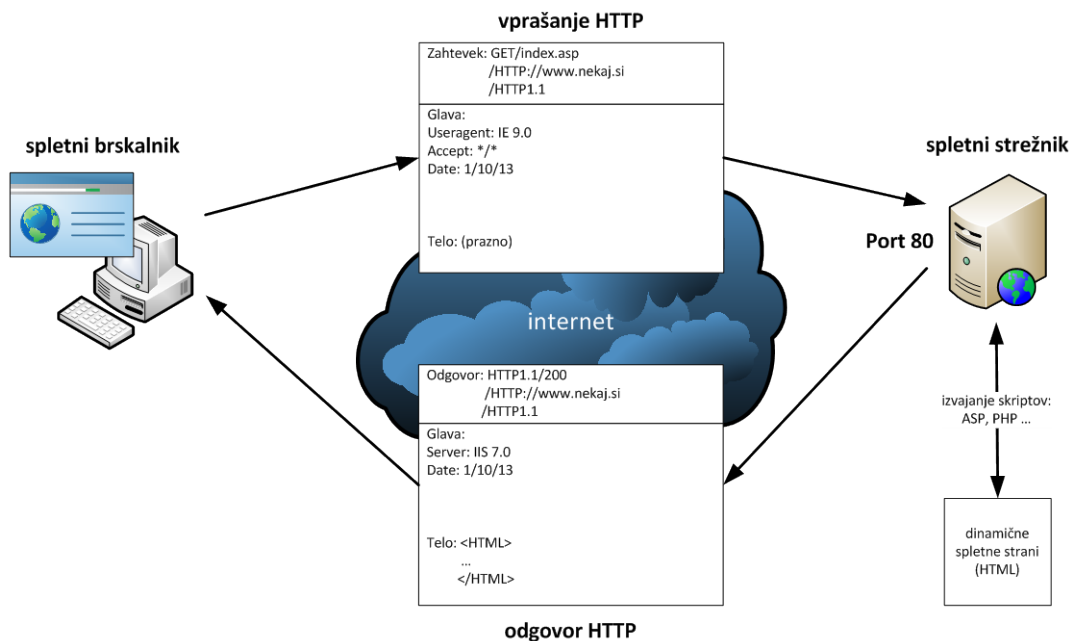 vprašanje HTTP
Zahtevek: GET/index.asp
/HTTP://www.nekaj.si
/HTTP1.1
Glava:
Useragent: IE 9.0
Accept: */*
Date: 1/10/13
Telo: (prazno)
spletni brskalnik
spletni strežnik
Port 80
internet
Odgovor: HTTP1.1/200
/HTTP://www.nekaj.si
/HTTP1.1
Glava:
Server: IIS 7.0
Date: 1/10/13
Telo: <HTML>
...
</HTML>
odgovor HTTP
izvajanje skriptov:
ASP, PHP ...
dinamične
spletne strani
(HTML)